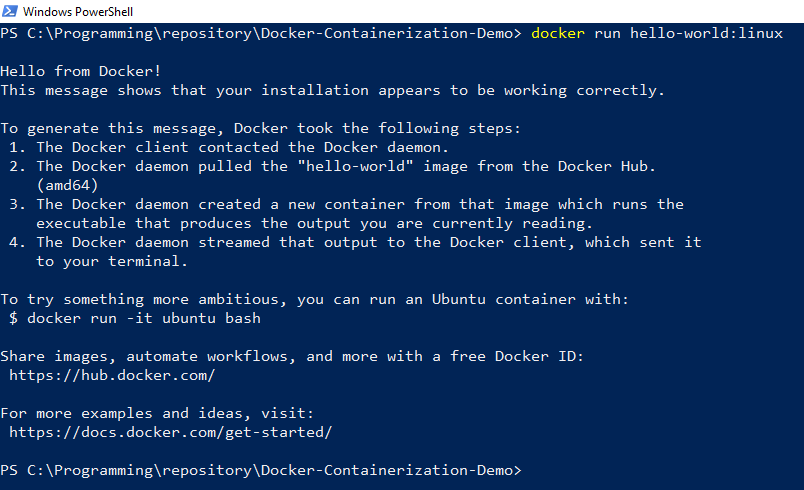 Windows PowerShell
PS C:\Programming\repository\Docker-Containerization-Demo> docker run hello-world:linux
Hello from Docker!
This message shows that your installation appears to be working correctly.
To generate this message, Docker took the following steps:
 1. The Docker client contacted the Docker daemon.
 2. The Docker daemon pulled the "hello-world" image from the Docker Hub.
    (amd64)
 3. The Docker daemon created a new container from that image which runs the
    executable that produces the output you are currently reading.
 4. The Docker daemon streamed that output to the Docker client, which sent it
    to your terminal.
To try something more ambitious, you can run an Ubuntu container with:
 $ docker run -it ubuntu bash
Share images, automate workflows, and more with a free Docker ID:
 https://hub.docker.com/
For more examples and ideas, visit:
 https://docs.docker.com/get-started/
PS C:\Programming\repository\Docker-Containerization-Demo>